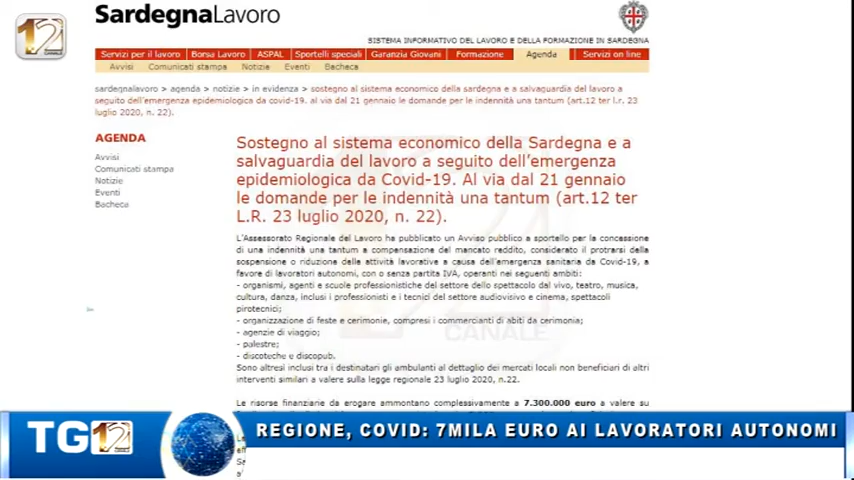 SardegnaLavoro
12
CANALE
SISTEMA INFORMATIVO DEL LAVORO E DELLA FORMAZIONE IN SARDEGNA
Servizi per il lavoro Borsa Lavoro ASPAL Sportelli speciali Garanzia Giovani Formazione Agenda Servizi on line
Avvisi Comunicati stampa Notizie Eventi Bacheca
sardegnalavoro > agenda > notizie > in evidenza > sostegno al sistema economico della sardegna e a salvaguardia del lavoro a
seguito dell'emergenza epidemiologica da covid-19. al via dal 21 gennaio le domande per le indennità una tantum (art.12 ter l.r. 23
luglio 2020, n. 22).
AGENDA
Avvisi
Comunicati stampa
Notizie
Eventi
Bacheca
Sostegno al sistema economico della Sardegna e a
salvaguardia del lavoro a seguito dell'emergenza
epidemiologica da Covid-19. Al via dal 21 gennaio
le domande per le indennità una tantum (art.12 ter
L.R. 23 luglio 2020, n. 22).
L'Assessorato Regionale del Lavoro ha pubblicato un Avviso pubblico a sportello per la concessione
di una indennità una tantum a compensazione del mancato reddito, considerato il protrarsi della
sospensione o riduzione delle attività lavorative a causa dell'emergenza sanitaria da Covid-19, a
favore di lavoratori autonomi, con o senza partita IVA, operanti nei seguenti ambiti:
- organismi, agenti e scuole professionistiche del settore dello spettacolo dal vivo, teatro, musica,
cultura, danza, inclusi i professionisti e i tecnici del settore audiovisivo e cinema, spettacoli
pirotecnici;
- organizzazione di feste e cerimonie, compresi i commercianti di abiti da cerimonia;
- agenzie di viaggio;
- palestre;
- discoteche e discopub.
CANALE
Sono altresì inclusi tra i destinatari gli ambulanti al dettaglio dei mercati locali non beneficiari di altri
interventi similari a valere sulla legge regionale 23 luglio 2020, n.22.
Le risorse finanziarie da erogare ammontano complessivamente a 7.300.000 euro a valere su
TG12
REGIONE, COVID: 7MILA EURO AI LAVORATORI AUTONOMI